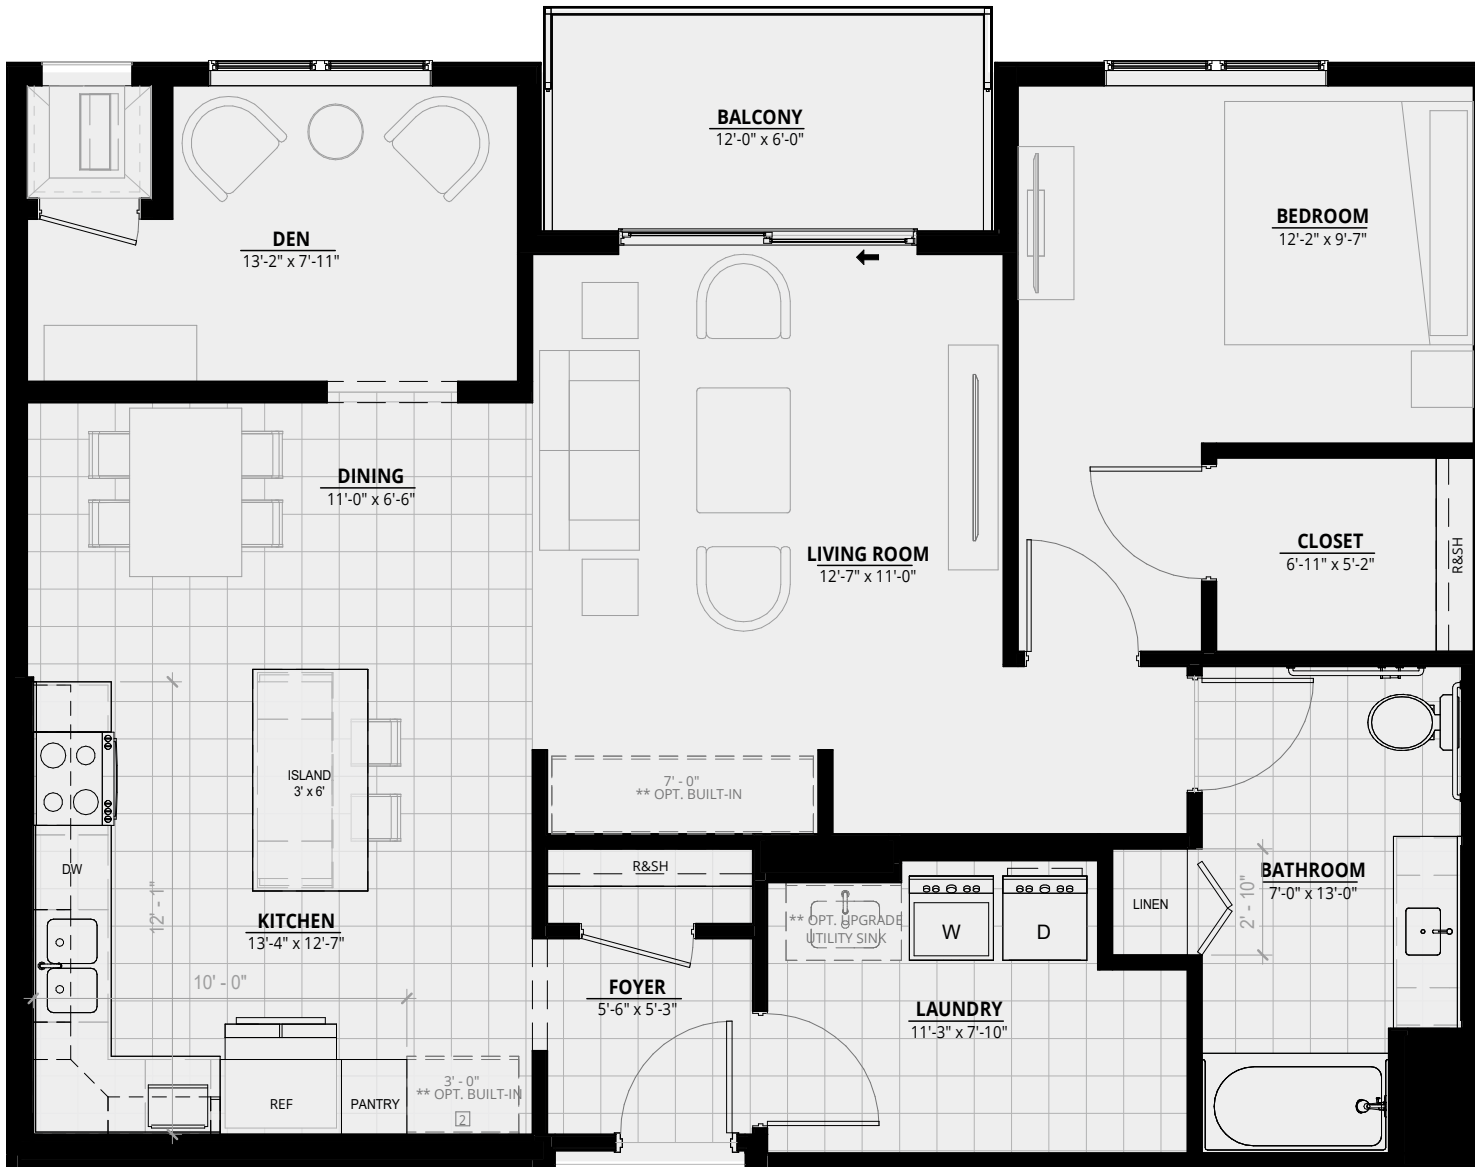 BALCONY
12'-0" x 6'-0"
BEDROOM
12'-2" x 9'-7"
DEN
13'-2" x 7'-11"
DINING
11'-0" x 6'-6"
LIVING ROOM
12'-7" x 11'-0"
CLOSET
6'-11" x 5'-2"
R&SH
ISLAND
3' x 6'
7' - 0"
** OPT. BUILT-IN
DW
12' - 1"
KITCHEN
13'-4" x 12'-7"
10' - 0"
R&SH
** OPT. UPGRADE
UTILITY SINK
W
D
LINEN
BATHROOM
7'-0" x 13'-0"
2' - 10"
FOYER
5'-6" x 5'-3"
LAUNDRY
11'-3" x 7'-10"
REF
PANTRY
3' - 0"
** OPT. BUILT-IN
2